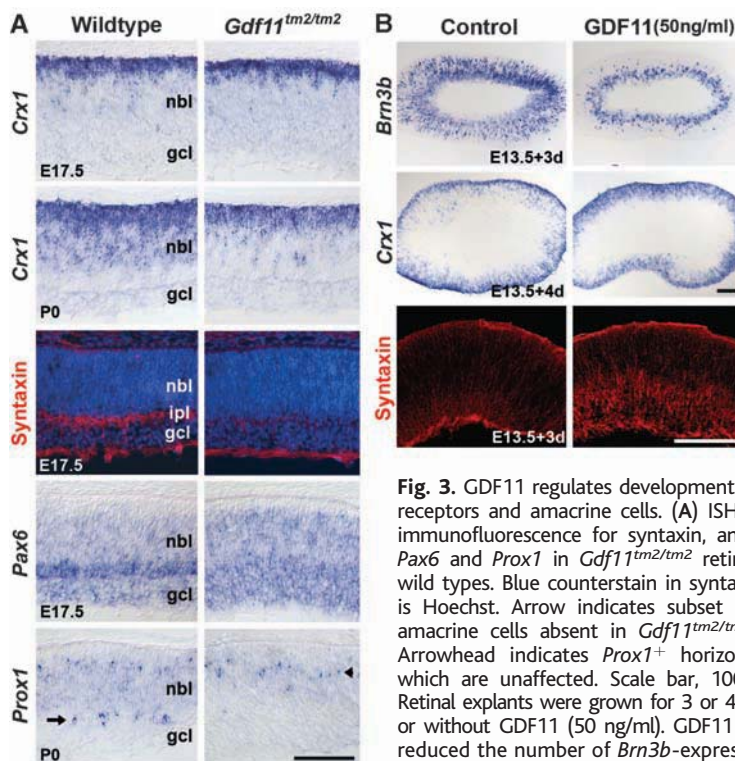 A Wildtype Gdf11tm2/tm2
Crx1
nbl
gcl
E17.5
Crx1
nbl
gcl
P0
Syntaxin
nbl
ipl
gcl
E17.5
Pax6
nbl
gcl
E17.5
Prox1
nbl
gcl
P0
B Control GDF11(50ng/ml)
Brn3b
E13.5+3d
Crx1
E13.5+4d
Syntaxin
E13.5+3d
Fig. 3. GDF11 regulates development
receptors and amacrine cells. (A) ISH
immunofluorescence for syntaxin, an
Pax6 and Prox1 in Gdf11tm2/tm2 retin
wild types. Blue counterstain in synta
is Hoechst. Arrow indicates subset
amacrine cells absent in Gdf11tm2/tm
Arrowhead indicates Prox1+ horizo
which are unaffected. Scale bar, 100
Retinal explants were grown for 3 or 4
or without GDF11 (50 ng/ml). GDF11
reduced the number of Brn3b-expres